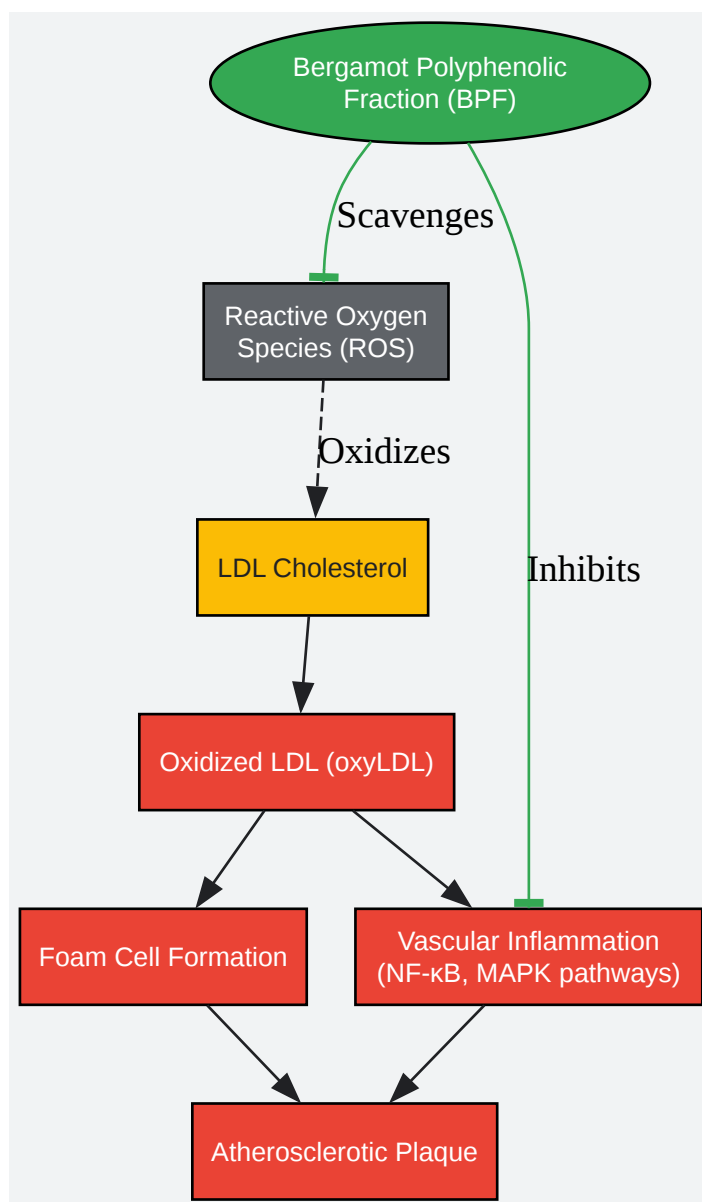 Bergamot Polyphenolic
Fraction (BPF)
Scavenges
Reactive Oxygen
Species (ROS)
Oxidizes
LDL Cholesterol
Inhibits
Oxidized LDL (oxyLDL)
Foam Cell Formation
Vascular Inflammation
(NF-κB, MAPK pathways)
Atherosclerotic Plaque